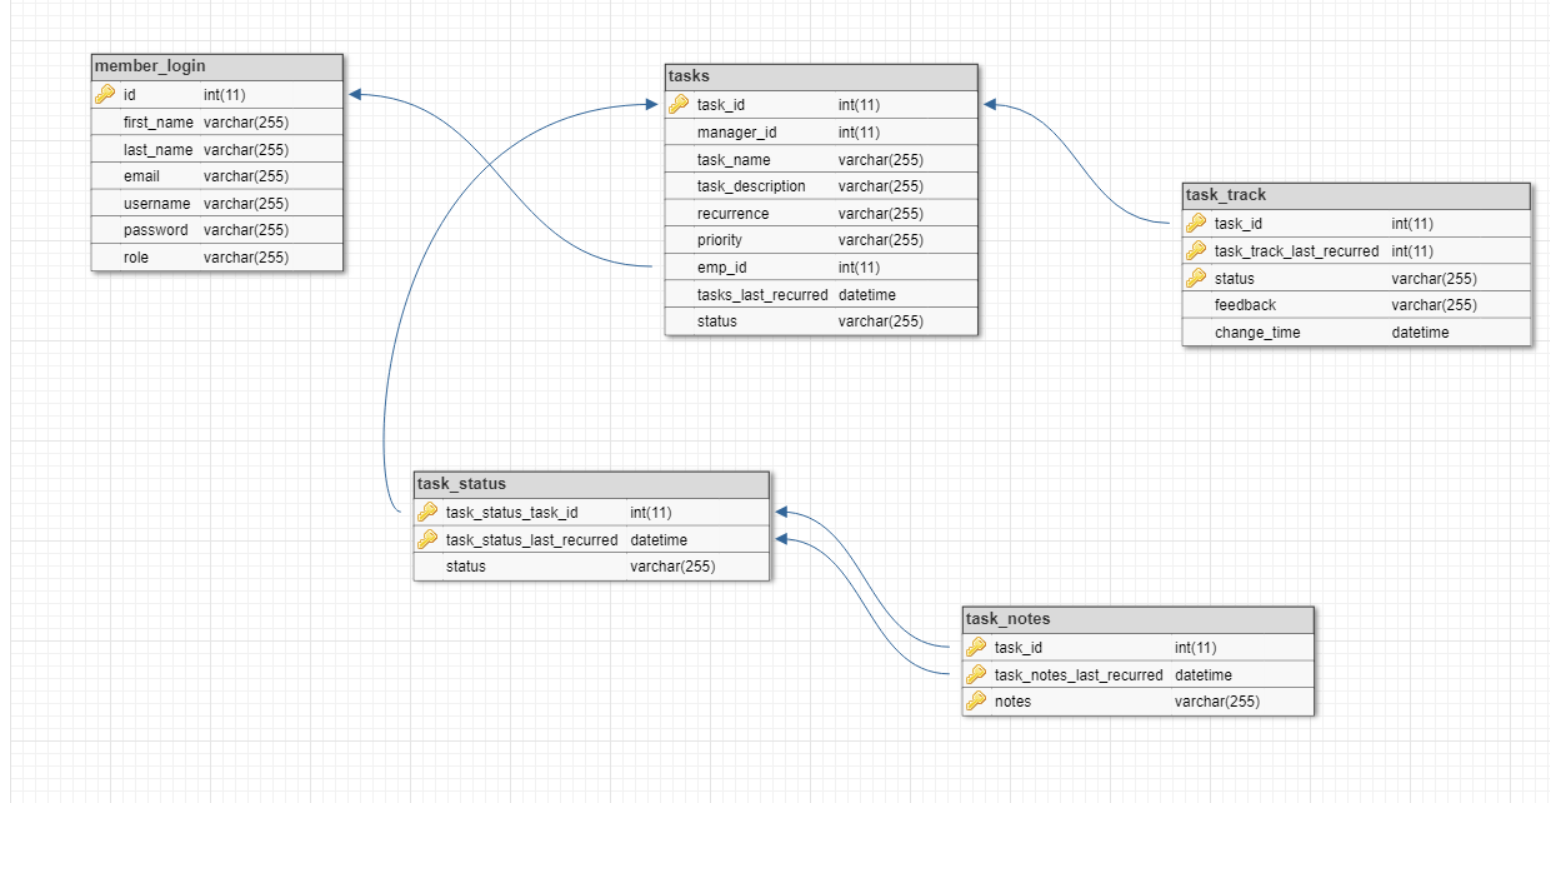 member_login
id int(11)
first_name varchar(255)
last_name varchar(255)
email varchar(255)
username varchar(255)
password varchar(255)
role varchar(255)
tasks
task_id int(11)
manager_id int(11)
task_name varchar(255)
task_description varchar(255)
recurrence varchar(255)
priority varchar(255)
emp_id int(11)
tasks_last_recurred datetime
status varchar(255)
task_track
task_id int(11)
task_track_last_recurred int(11)
status varchar(255)
feedback varchar(255)
change_time datetime
task_status
task_status_task_id int(11)
task_status_last_recurred datetime
status varchar(255)
task_notes
task_id int(11)
task_notes_last_recurred datetime
notes varchar(255)